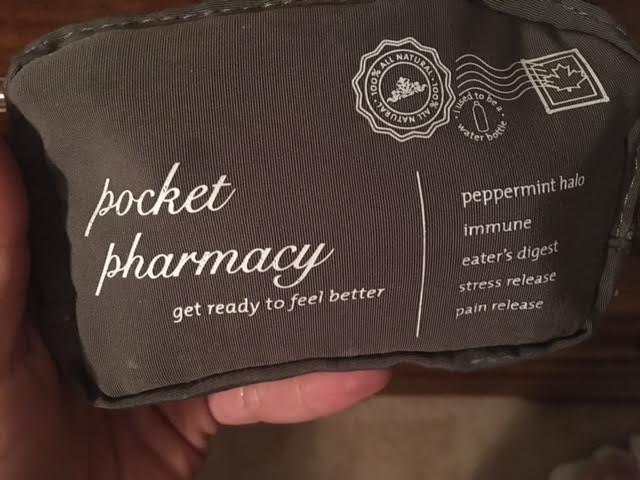 100% ALL NATURAL · 100% ALL NATURAL ·
· i used to be a ·
water bottle
pocket
pharmacy
get ready to feel better
peppermint halo
immune
eater's digest
stress release
pain release